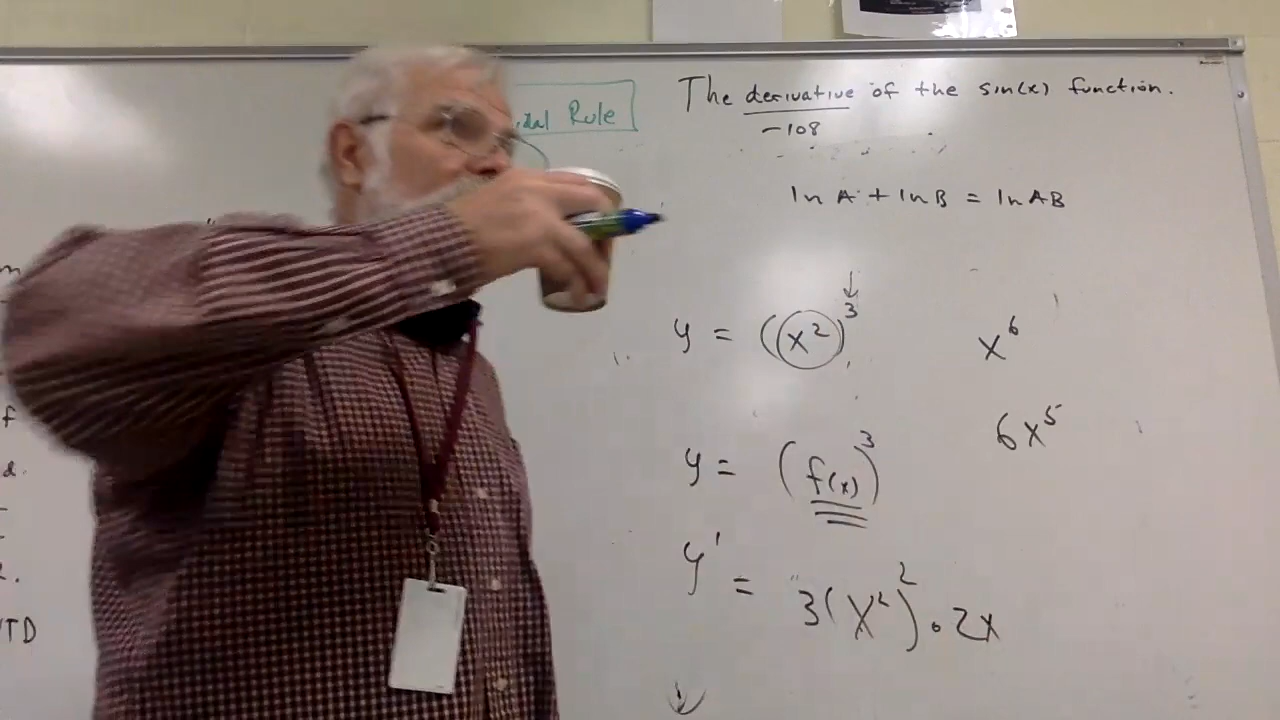 Rule
The derivative of the sin(x) function.
-108
ln A + ln B = ln AB
y = ((x²)³
x⁶
6x⁵
y = (f(x))³
y' = 3(x²)² • 2x